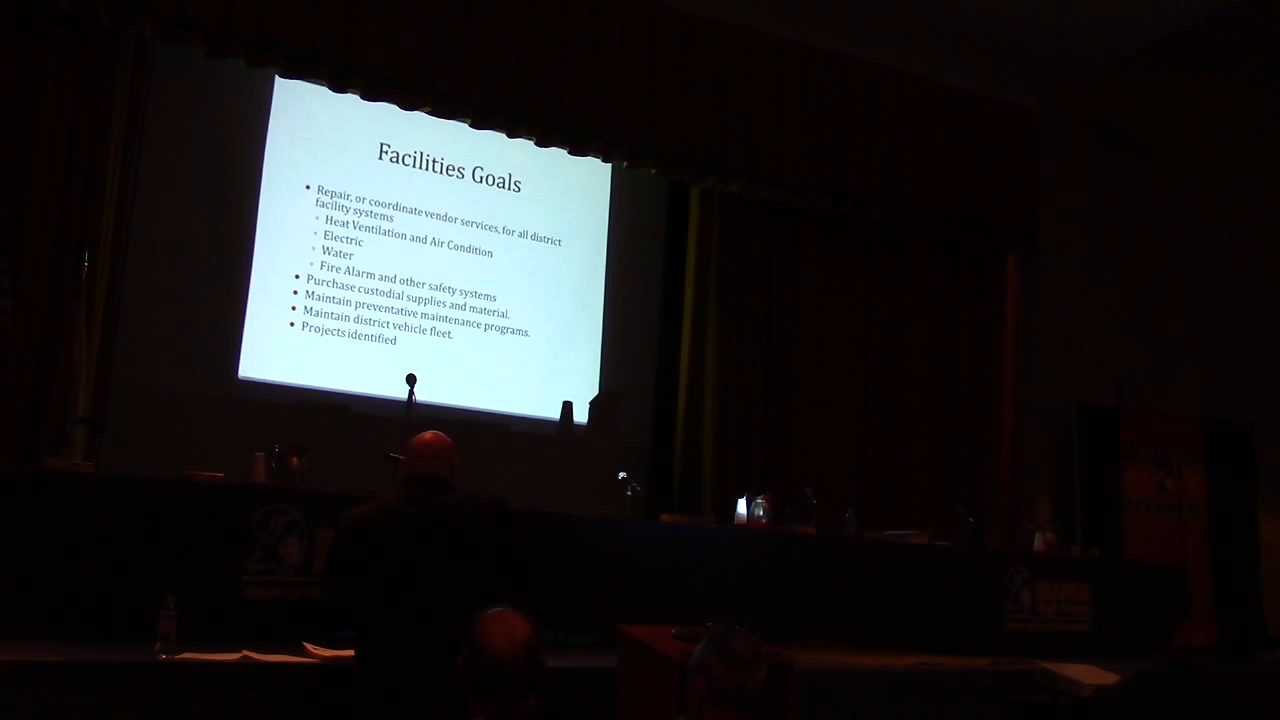 Facilities Goals
• Repair, or coordinate vendor services, for all district
facility systems
• Heat Ventilation and Air Condition
• Electric
• Water
• Fire Alarm and other safety systems
• Purchase custodial supplies and material.
• Maintain preventative maintenance programs.
• Maintain district vehicle fleet.
• Projects identified